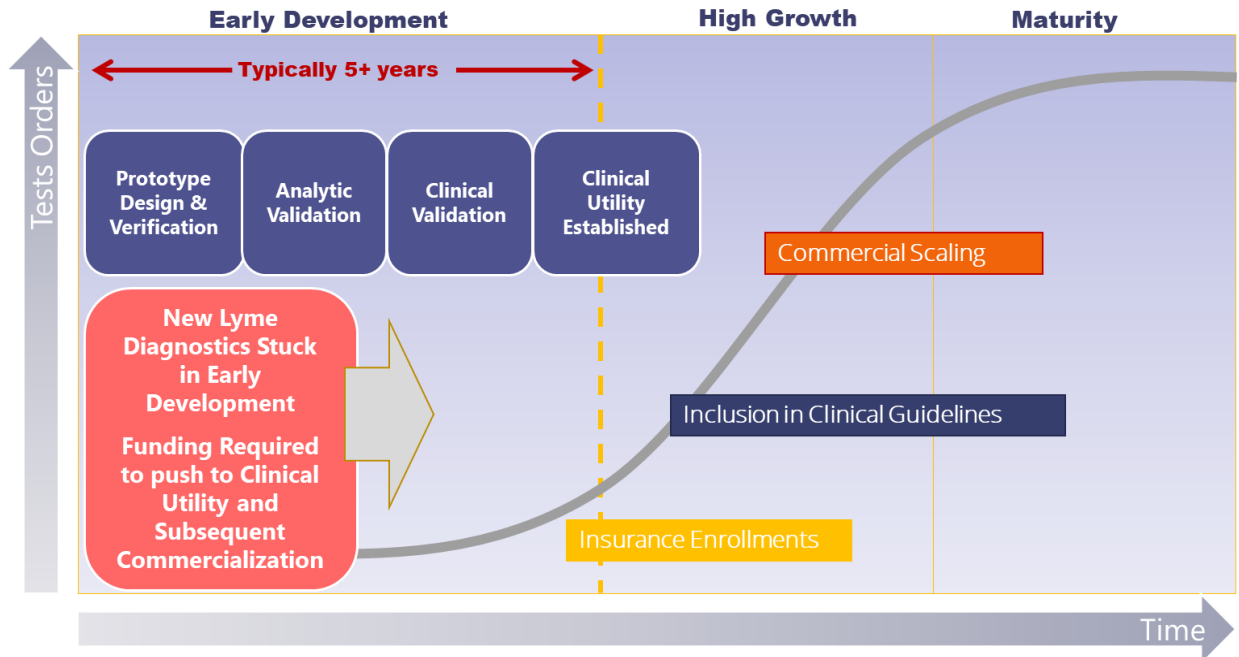 Early Development
High Growth
Maturity
Typically 5+ years
Tests Orders
Prototype
Design &
Verification
Analytic
Validation
Clinical
Validation
Clinical
Utility
Established
Commercial Scaling
New Lyme
Diagnostics Stuck
in Early
Development
Funding Required
to push to Clinical
Utility and
Subsequent
Commercialization
Inclusion in Clinical Guidelines
Insurance Enrollments
Time